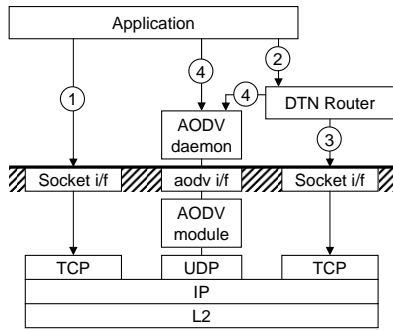 Application
2
1
4
4
DTN Router
AODV
daemon
3
Socket i/f
aodv i/f
Socket i/f
AODV
module
TCP
UDP
TCP
IP
L2